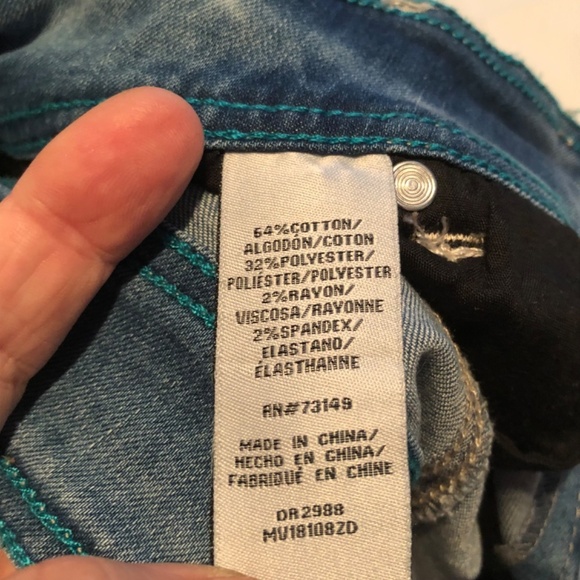 64%COTTON/
ALGODÓN/COTON
32%POLYESTER/
POLIÉSTER/POLYESTER
2%RAYON/
VISCOSA/RAYONNE
2%SPANDEX/
ELASTANO/
ÉLASTHANNE
RN#73149
MADE IN CHINA/
HECHO EN CHINA/
FABRIQUÉ EN CHINE
DR2988
MV18108ZD